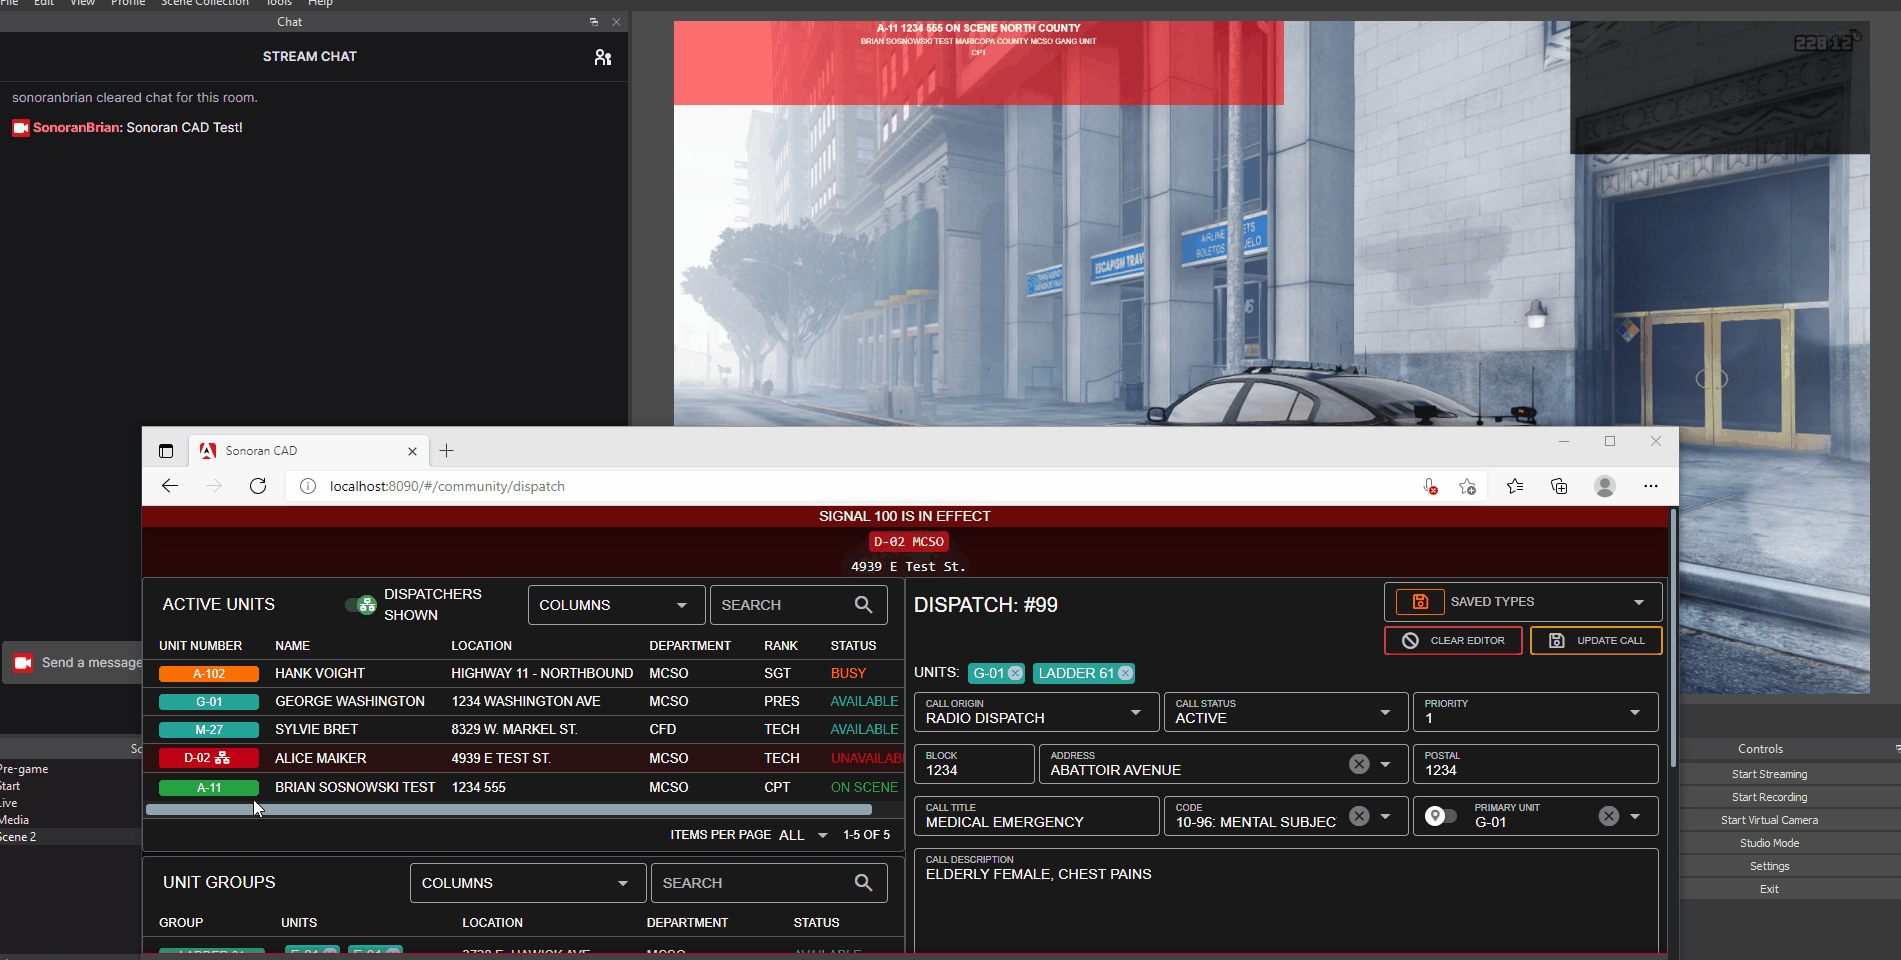 File Edit View Profile Scene Collection Tools Help
Chat
STREAM CHAT
sonoranbrian cleared chat for this room.
SonoranBrian: Sonoran CAD Test!
Send a message
A-11 1234 555 ON SCENE NORTH COUNTY
BRIAN SOSNOWSKI TEST MARICOPA COUNTY MCSO GANG UNIT
CPT
AIRLINE
BOLETOS
ESCAPISM TRAV
Sonoran CAD
localhost:8090/#/community/dispatch
SIGNAL 100 IS IN EFFECT
D-02 MCSO
4939 E Test St.
ACTIVE UNITS
DISPATCHERS
SHOWN
COLUMNS
SEARCH
UNIT NUMBER NAME LOCATION DEPARTMENT RANK STATUS
A-102 HANK VOIGHT HIGHWAY 11 - NORTHBOUND MCSO SGT BUSY
G-01 GEORGE WASHINGTON 1234 WASHINGTON AVE MCSO PRES AVAILABLE
M-27 SYLVIE BRET 8329 W. MARKEL ST. CFD TECH AVAILABLE
D-02 ALICE MAIKER 4939 E TEST ST. MCSO TECH UNAVAILAB
A-11 BRIAN SOSNOWSKI TEST 1234 555 MCSO CPT ON SCENE
ITEMS PER PAGE ALL 1-5 OF 5
UNIT GROUPS
COLUMNS
SEARCH
GROUP UNITS LOCATION DEPARTMENT STATUS
DISPATCH: #99
SAVED TYPES
CLEAR EDITOR
UPDATE CALL
UNITS: G-01 LADDER 61
CALL ORIGIN
RADIO DISPATCH
CALL STATUS
ACTIVE
PRIORITY
1
BLOCK
1234
ADDRESS
ABATTOIR AVENUE
POSTAL
1234
CALL TITLE
MEDICAL EMERGENCY
CODE
10-96: MENTAL SUBJEC
PRIMARY UNIT
G-01
CALL DESCRIPTION
ELDERLY FEMALE, CHEST PAINS
Sc
Pre-game
Start
Live
Media
Scene 2
Controls
Start Streaming
Start Recording
Start Virtual Camera
Studio Mode
Settings
Exit